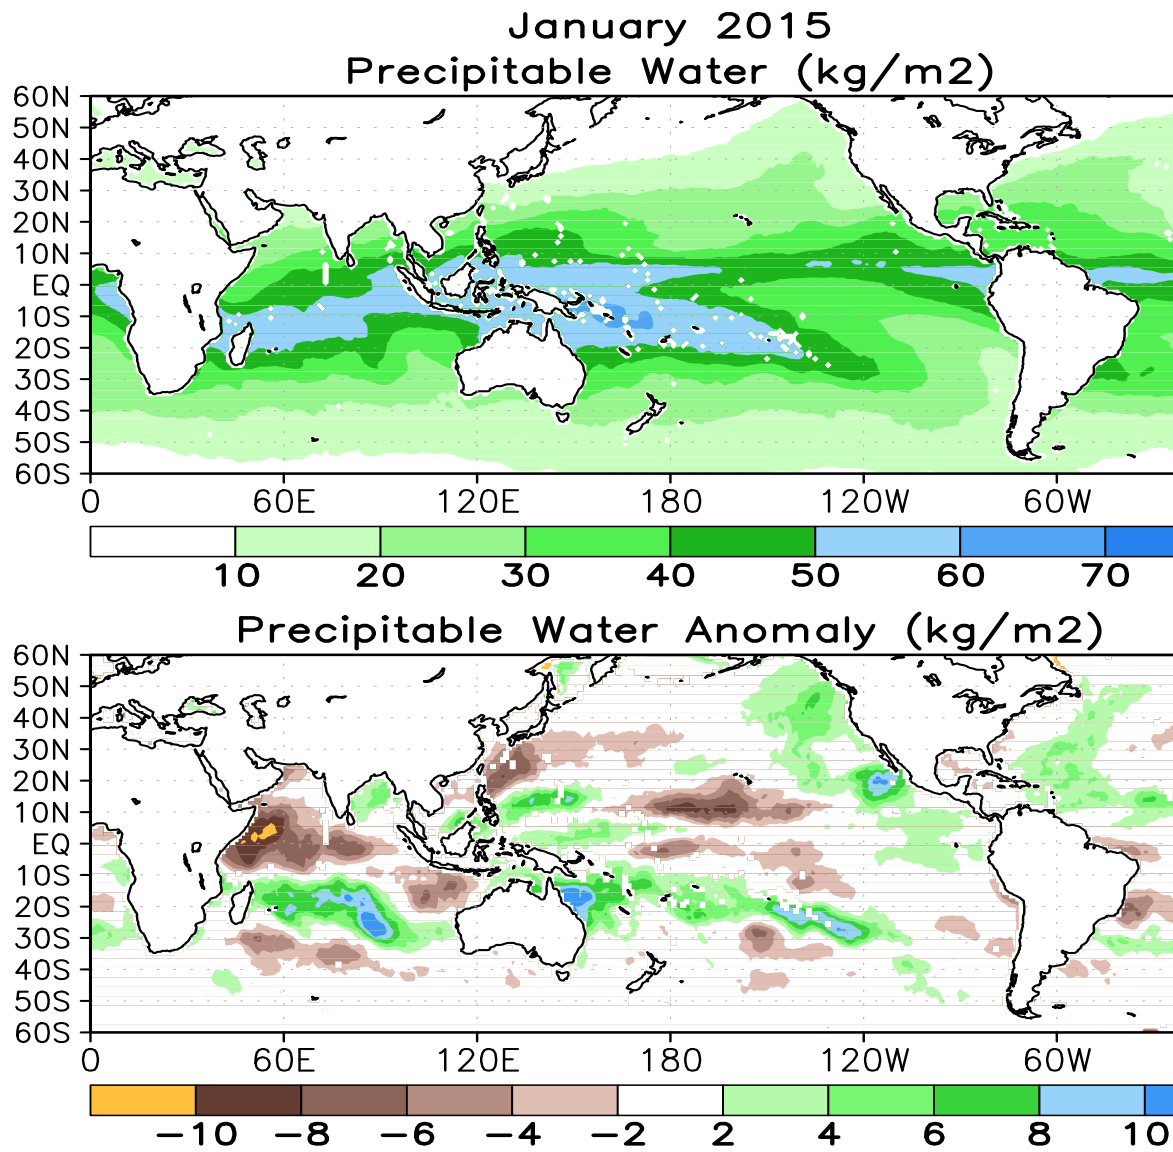 January 2015
Precipitable Water (kg/m2)
60N
50N
40N
30N
20N
10N
EQ
10S
20S
30S
40S
50S
60S
0 60E 120E 180 120W 60W
10 20 30 40 50 60 70
Precipitable Water Anomaly (kg/m2)
60N
50N
40N
30N
20N
10N
EQ
10S
20S
30S
40S
50S
60S
0 60E 120E 180 120W 60W
−10 −8 −6 −4 −2 2 4 6 8 10